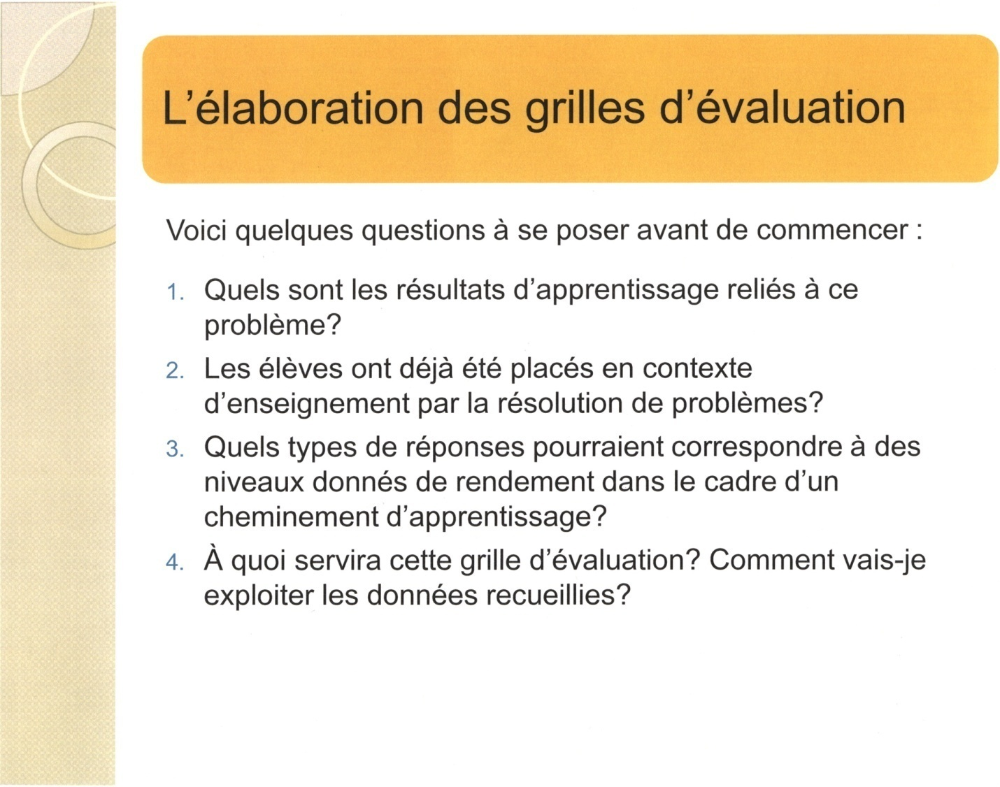 L’élaboration des grilles d’évaluation
Voici quelques questions à se poser avant de commencer :
1. Quels sont les résultats d’apprentissage reliés à ce
problème?
2. Les élèves ont déjà été placés en contexte
d’enseignement par la résolution de problèmes?
3. Quels types de réponses pourraient correspondre à des
niveaux donnés de rendement dans le cadre d’un
cheminement d’apprentissage?
4. À quoi servira cette grille d’évaluation? Comment vais-je
exploiter les données recueillies?